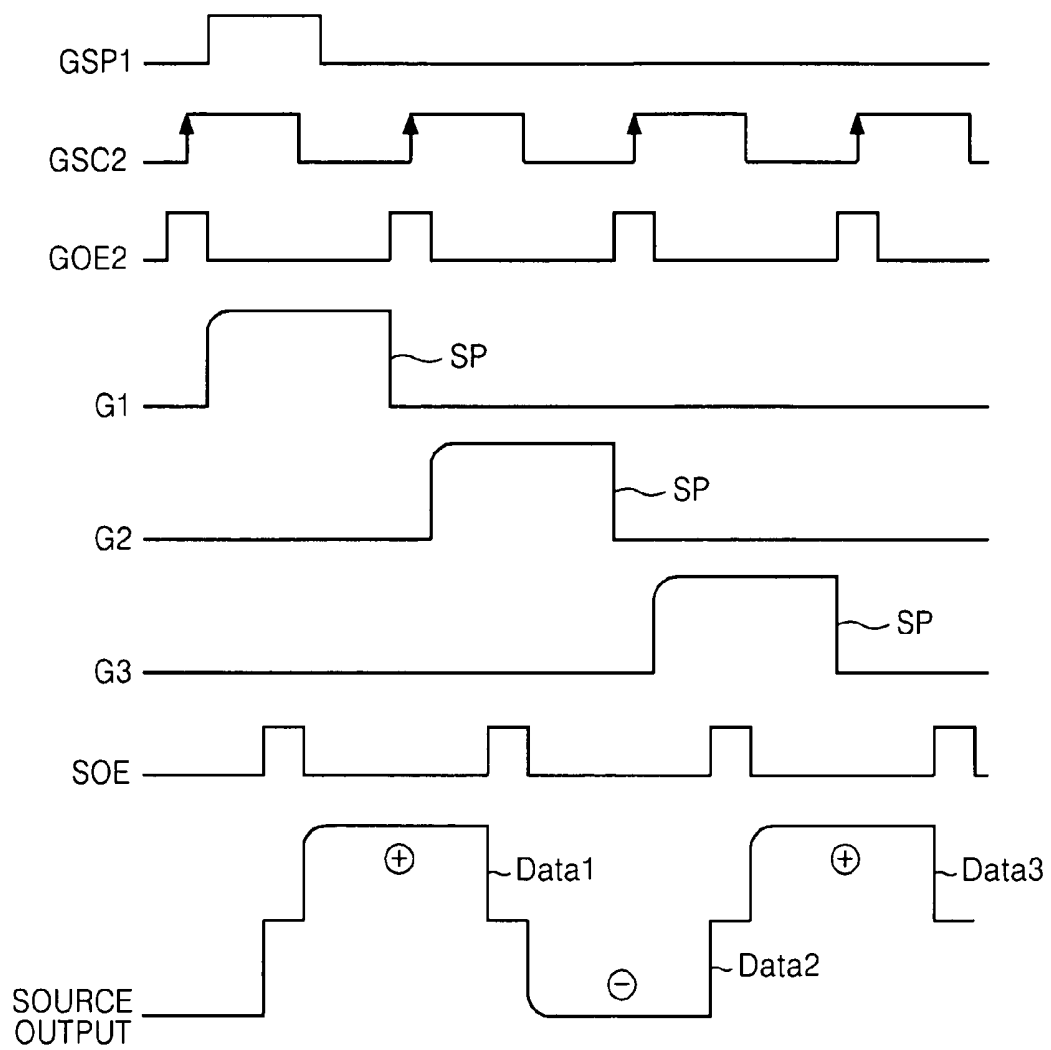 GSP1
GSC2
GOE2
SP
G1
SP
G2
SP
G3
SOE
+
+
Data1
Data3
Data2
−
SOURCE
OUTPUT